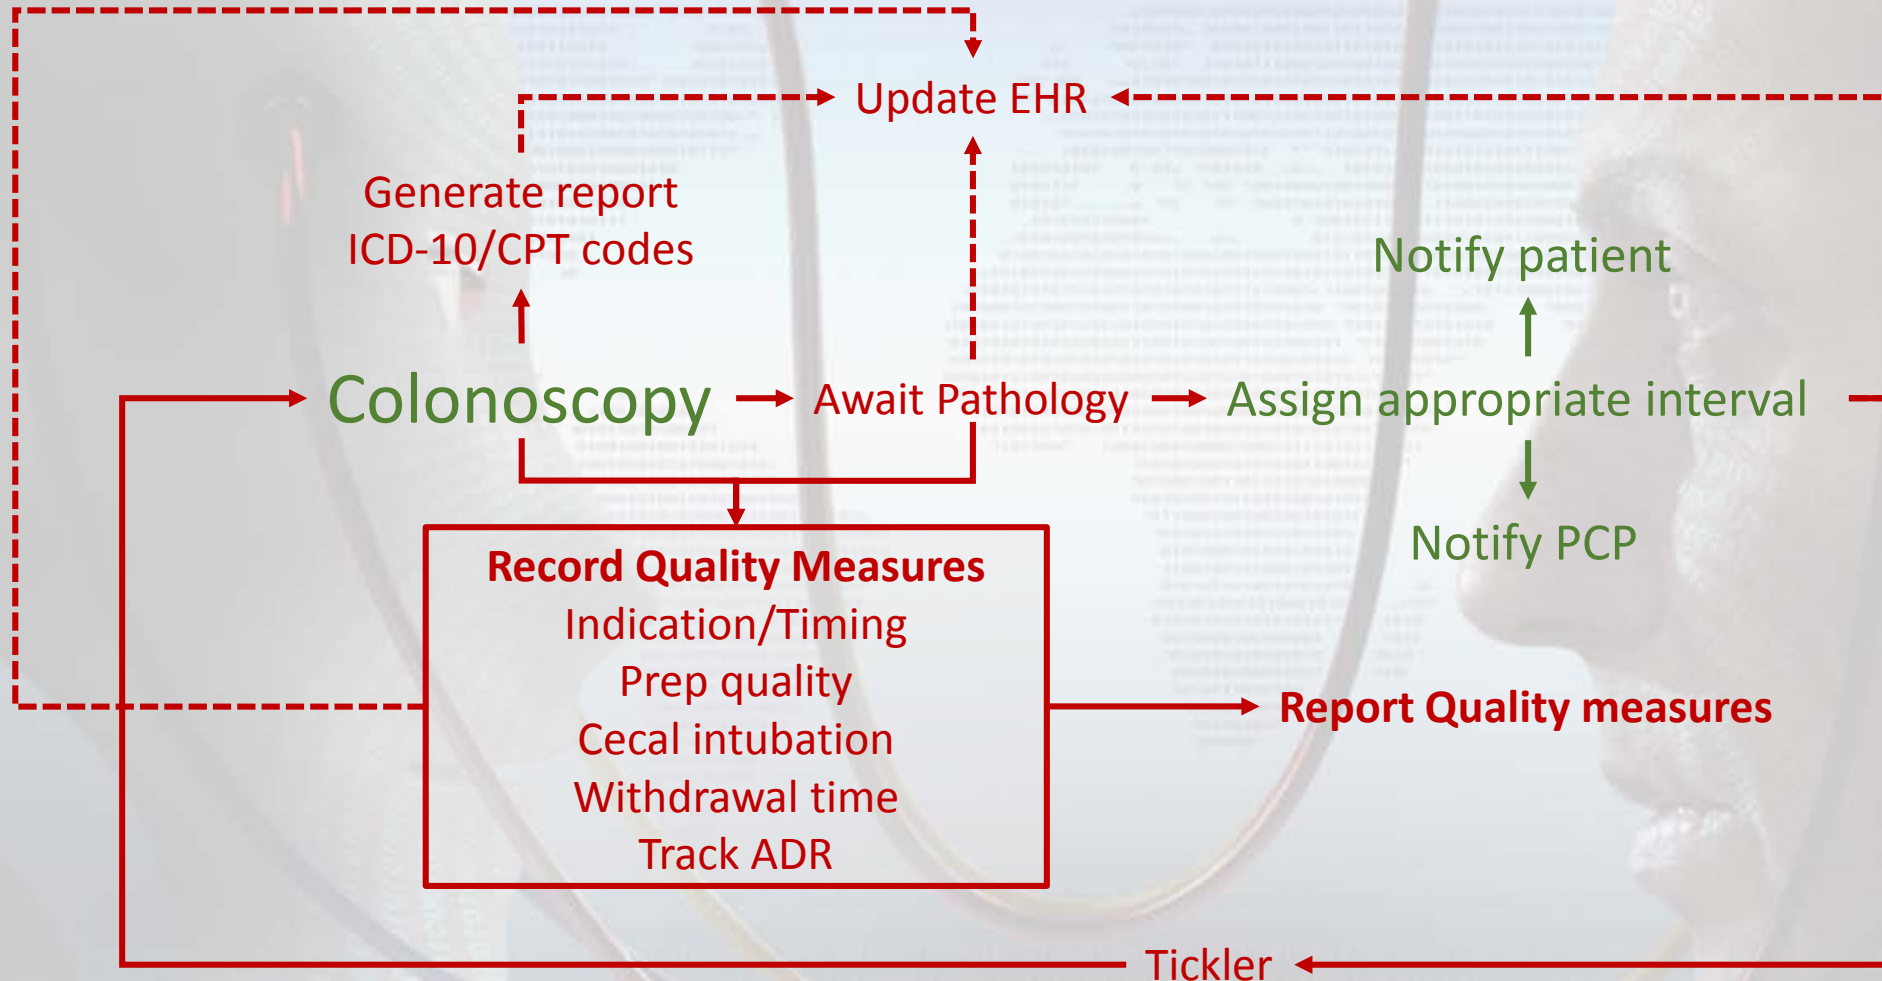 Update EHR
Generate report
ICD-10/CPT codes
Notify patient
Colonoscopy
Await Pathology
Assign appropriate interval
Notify PCP
Record Quality Measures
Indication/Timing
Prep quality
Cecal intubation
Withdrawal time
Track ADR
Report Quality measures
Tickler